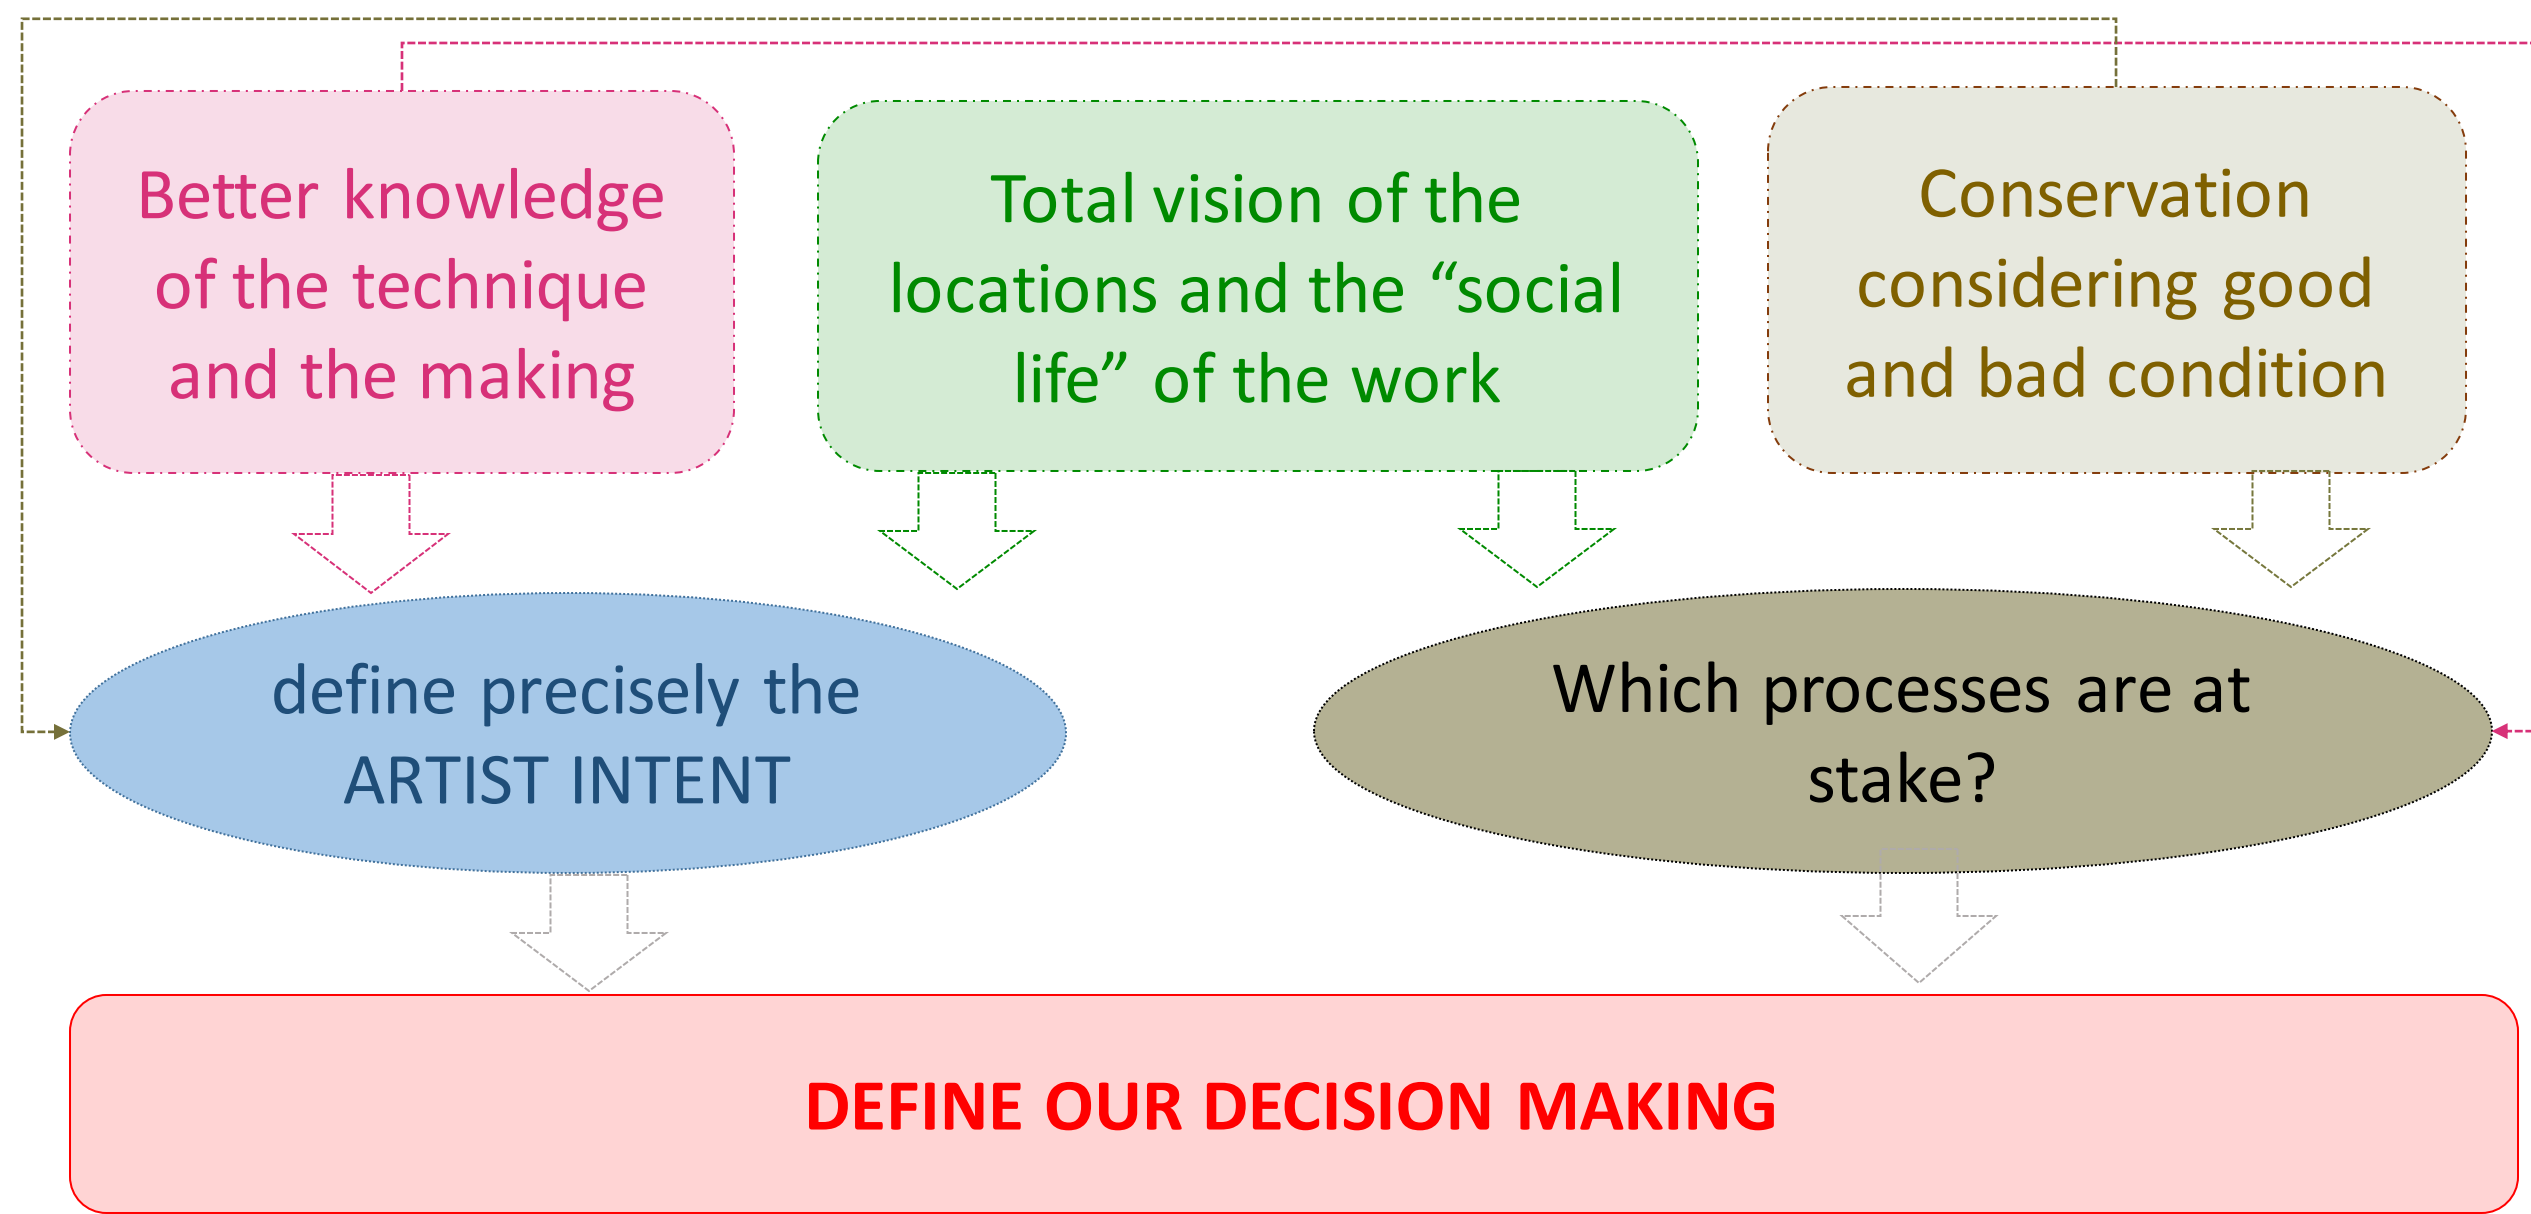 Better knowledge
of the technique
and the making
Total vision of the
locations and the “social
life” of the work
Conservation
considering good
and bad condition
define precisely the
ARTIST INTENT
Which processes are at
stake?
DEFINE OUR DECISION MAKING